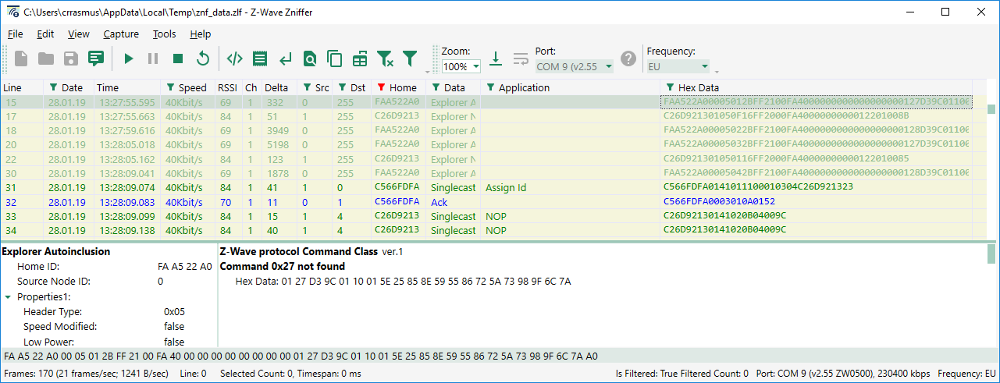 C:\Users\crrasmus\AppData\Local\Temp\znf_data.zlf - Z-Wave Zniffer
File Edit View Capture Tools Help
Zoom: Port: Frequency:
100% COM 9 (v2.55 EU
Line Date Time Speed RSSI Ch Delta Src Dst Home Data Application Hex Data
15 28.01.19 13:27:55.595 40Kbit/s 69 1 332 0 255 FAA522A0 Explorer A FAA522A00005012BFF2100FA4000000000000000000127D39C01100
17 28.01.19 13:27:55.663 40Kbit/s 84 1 51 1 255 C26D9213 Explorer N C26D921301050F16FF2000FA40000000000012201008B
18 28.01.19 13:27:59.616 40Kbit/s 69 1 3949 0 255 FAA522A0 Explorer A FAA522A00005022BFF2100FA4000000000000000000128D39C01100
20 28.01.19 13:28:05.018 40Kbit/s 69 1 5198 0 255 FAA522A0 Explorer A FAA522A00005032BFF2100FA4000000000000000000127D39C01100
22 28.01.19 13:28:05.162 40Kbit/s 84 1 123 1 255 C26D9213 Explorer N C26D921301050116FF2000FA400000000000122010085
30 28.01.19 13:28:09.041 40Kbit/s 69 1 1878 0 255 FAA522A0 Explorer A FAA522A00005042BFF2100FA4000000000000000000128D39C01100
31 28.01.19 13:28:09.074 40Kbit/s 84 1 41 1 0 C566FDFA Singlecast Assign Id C566FDFA0141011100010304C26D921323
32 28.01.19 13:28:09.083 40Kbit/s 70 1 11 0 1 C566FDFA Ack C566FDFA0003010A0152
33 28.01.19 13:28:09.099 40Kbit/s 84 1 15 1 4 C26D9213 Singlecast NOP C26D92130141020B04009C
34 28.01.19 13:28:09.138 40Kbit/s 84 1 40 1 4 C26D9213 Singlecast NOP C26D92130141020B04009C
Explorer Autoinclusion Z-Wave protocol Command Class ver.1
Home ID: FA A5 22 A0 Command 0x27 not found
Source Node ID: 0 Hex Data: 01 27 D3 9C 01 10 01 5E 25 85 8E 59 55 86 72 5A 73 98 9F 6C 7A
Properties1:
Header Type: 0x05
Speed Modified: false
Low Power: false
FA A5 22 A0 00 05 01 2B FF 21 00 FA 40 00 00 00 00 00 00 00 00 01 27 D3 9C 01 10 01 5E 25 85 8E 59 55 86 72 5A 73 98 9F 6C 7A A0
Frames: 170 (21 frames/sec; 1241 B/sec) Line: 0 Selected Count: 0, Timespan: 0 ms Is Filtered: True Filtered Count: 0 Port: COM 9 (v2.55 ZW0500), 230400 kbps Frequency: EU